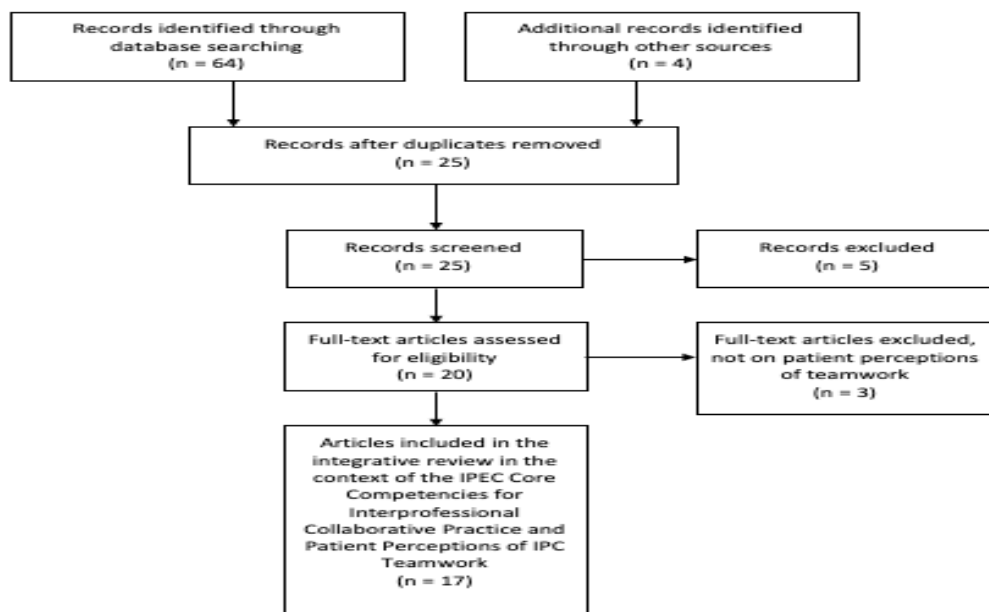 Records identified through
database searching
(n = 64)
Additional records identified
through other sources
(n = 4)
Records after duplicates removed
(n = 25)
Records screened
(n = 25)
Records excluded
(n = 5)
Full-text articles assessed
for eligibility
(n = 20)
Full-text articles excluded,
not on patient perceptions
of teamwork
(n = 3)
Articles included in the
integrative review in the
context of the IPEC Core
Competencies for
Interprofessional
Collaborative Practice and
Patient Perceptions of IPC
Teamwork
(n = 17)